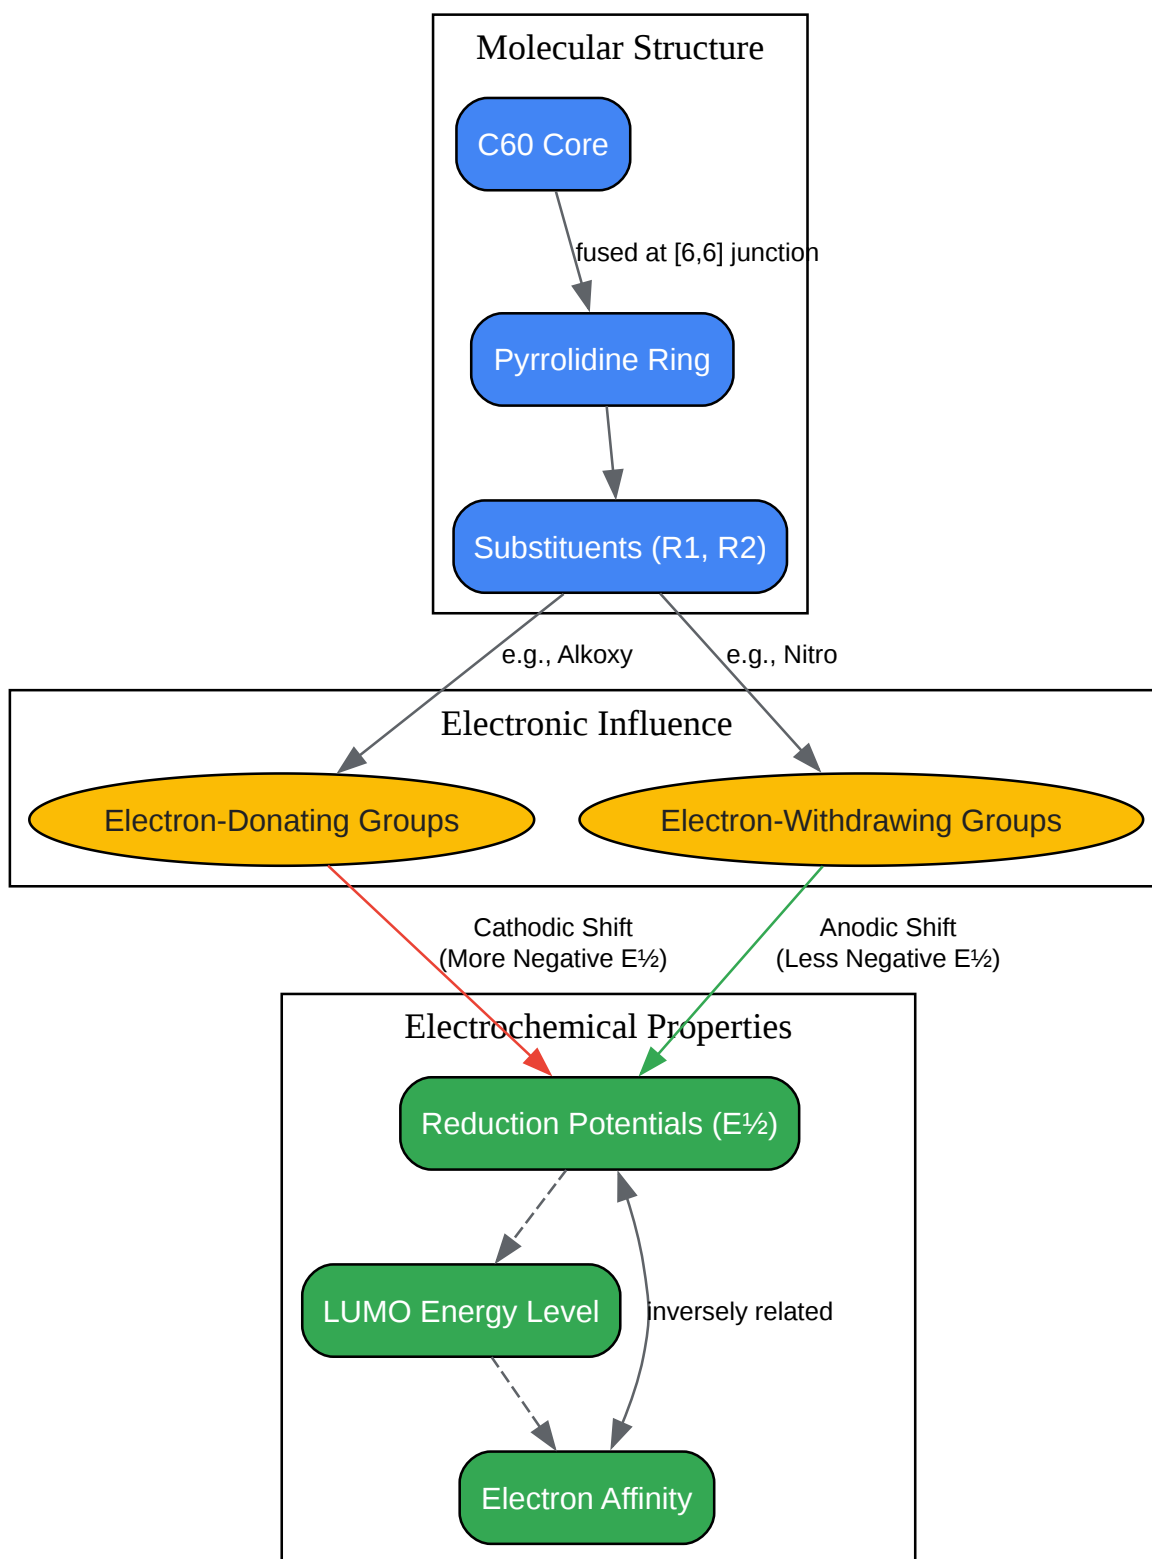 Molecular Structure
C60 Core
fused at [6,6] junction
Pyrrolidine Ring
Substituents (R1, R2)
e.g., Alkoxy
e.g., Nitro
Electronic Influence
Electron-Donating Groups
Electron-Withdrawing Groups
Cathodic Shift
(More Negative E½)
Anodic Shift
(Less Negative E½)
Electrochemical Properties
Reduction Potentials (E½)
LUMO Energy Level
inversely related
Electron Affinity